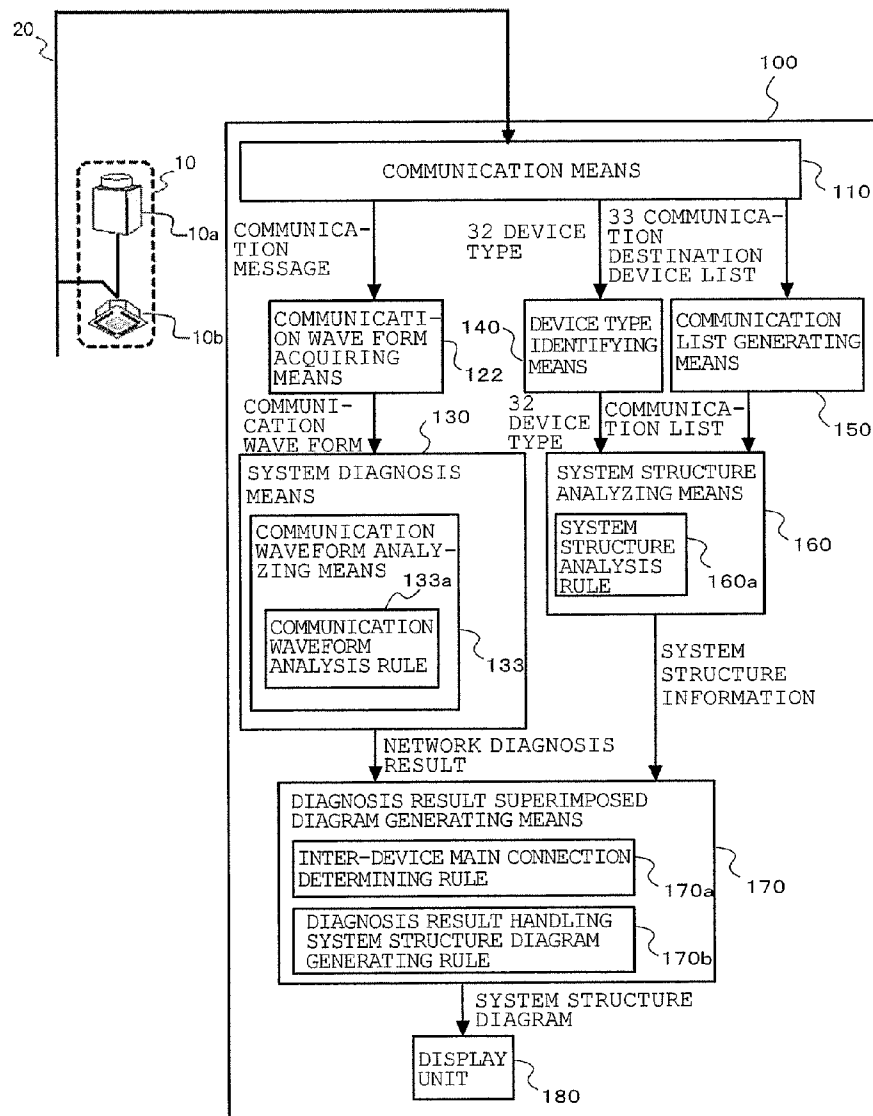 20
100
COMMUNICATION MEANS
110
10
10a
10b
COMMUNICA-
TION
MESSAGE
32 DEVICE
TYPE
33 COMMUNICA-
TION
DESTINATION
DEVICE LIST
COMMUNICATI
ON WAVE FORM
ACQUIRING
MEANS
122
140
DEVICE TYPE
IDENTIFYING
MEANS
COMMUNICATION
LIST GENERATING
MEANS
150
COMMUNI-
CATION
WAVE FORM
130
32
DEVICE
TYPE
COMMUNICA-
TION LIST
SYSTEM DIAGNOSIS
MEANS
COMMUNICATION
WAVEFORM ANALY-
ZING MEANS
133a
COMMUNICATION
WAVEFORM
ANALYSIS RULE
133
SYSTEM STRUCTURE
ANALYZING MEANS
SYSTEM
STRUCTURE
ANALYSIS
RULE
160a
160
NETWORK DIAGNOSIS
RESULT
SYSTEM
STRUCTURE
INFORMATION
DIAGNOSIS RESULT SUPERIMPOSED
DIAGRAM GENERATING MEANS
INTER-DEVICE MAIN CONNECTION
DETERMINING RULE
170a
170
DIAGNOSIS RESULT HANDLING
SYSTEM STRUCTURE DIAGRAM
GENERATING RULE
170b
SYSTEM STRUCTURE
DIAGRAM
DISPLAY
UNIT
180